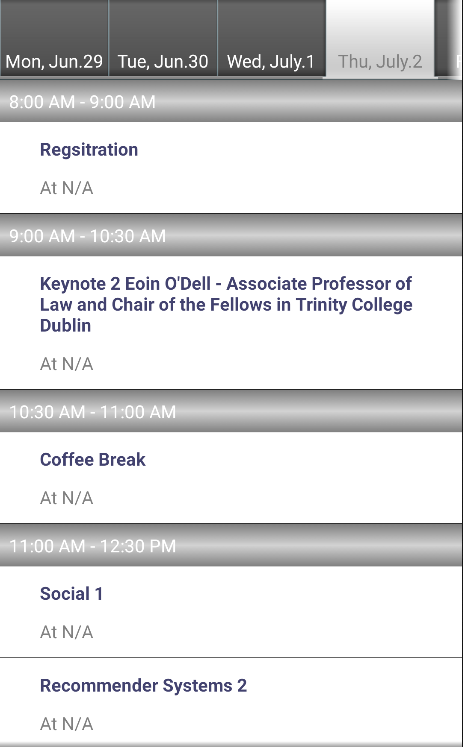 Mon, Jun.29
Tue, Jun.30
Wed, July.1
Thu, July.2
8:00 AM - 9:00 AM
Regsitration
At N/A
9:00 AM - 10:30 AM
Keynote 2 Eoin O'Dell - Associate Professor of
Law and Chair of the Fellows in Trinity College
Dublin
At N/A
10:30 AM - 11:00 AM
Coffee Break
At N/A
11:00 AM - 12:30 PM
Social 1
At N/A
Recommender Systems 2
At N/A